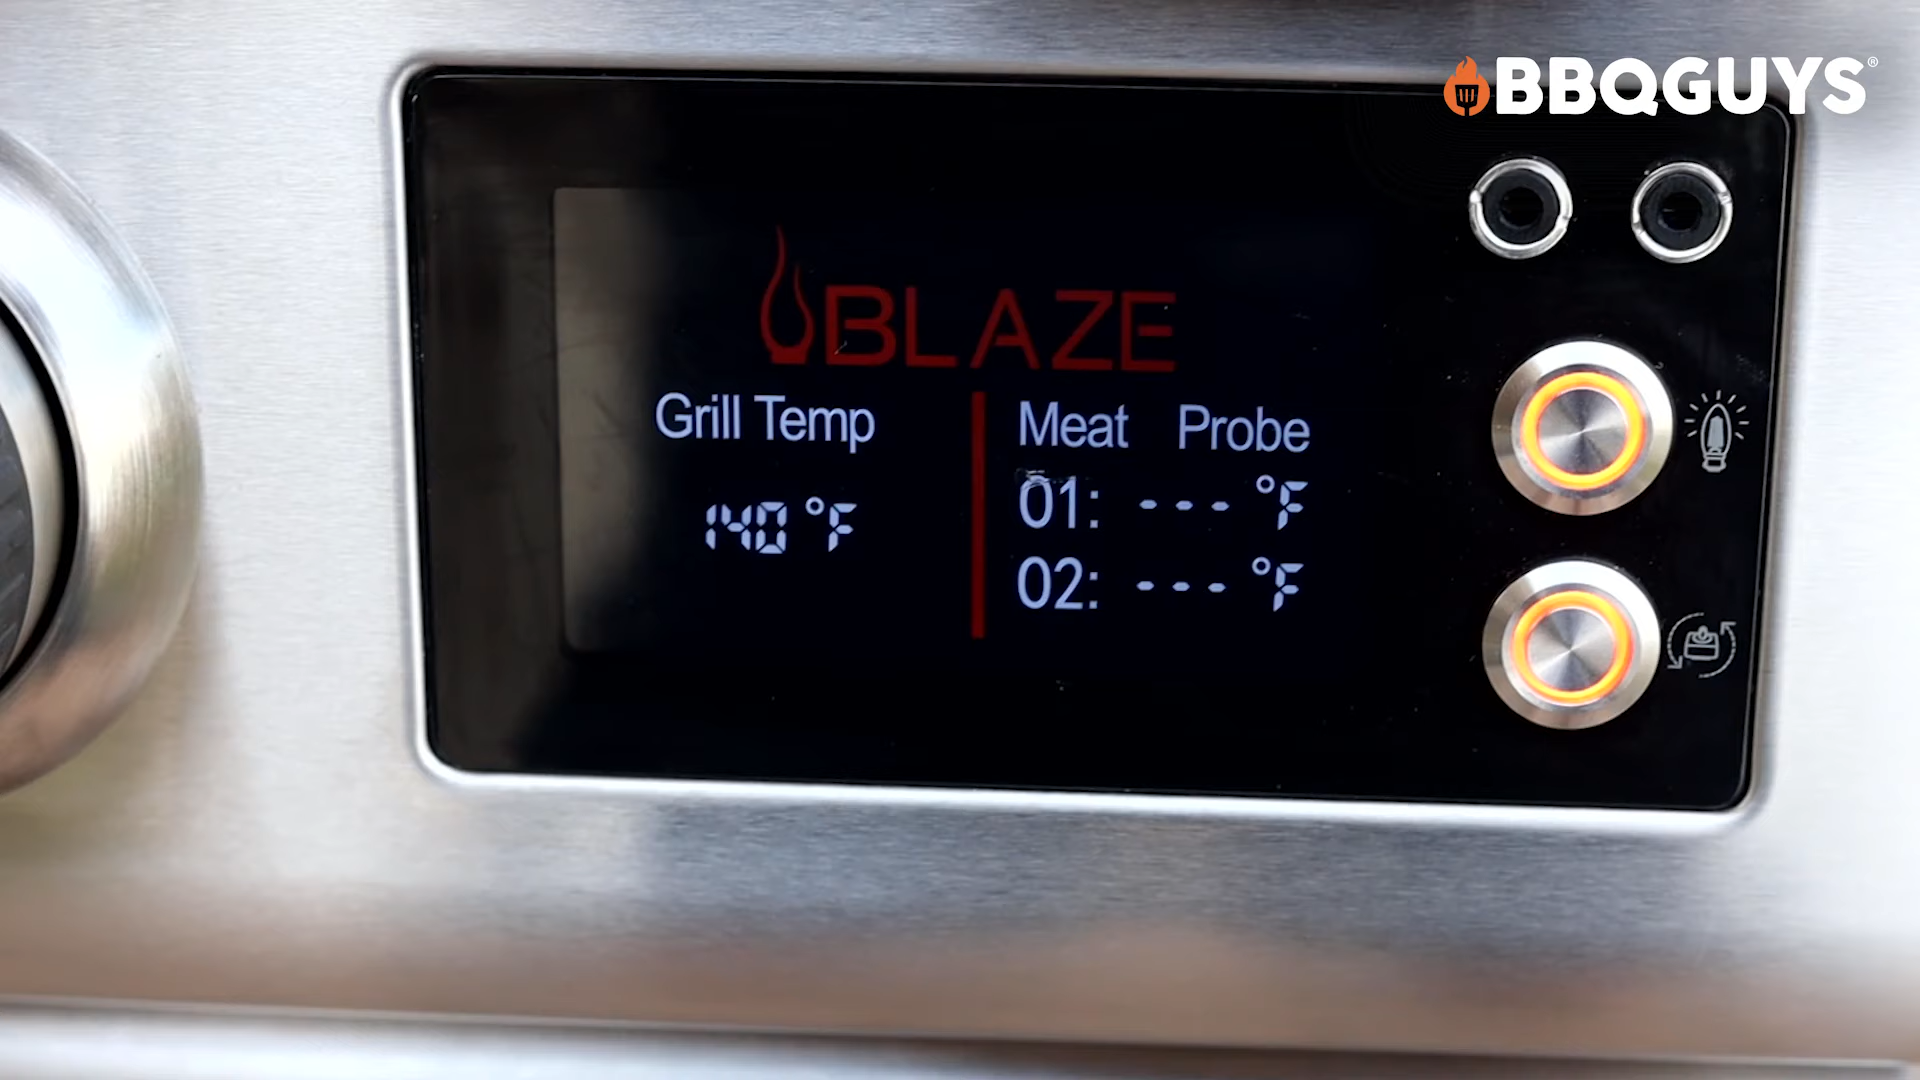 BBQGUYS®
BLAZE
Grill Temp
140 °F
Meat Probe
01: --- °F
02: --- °F